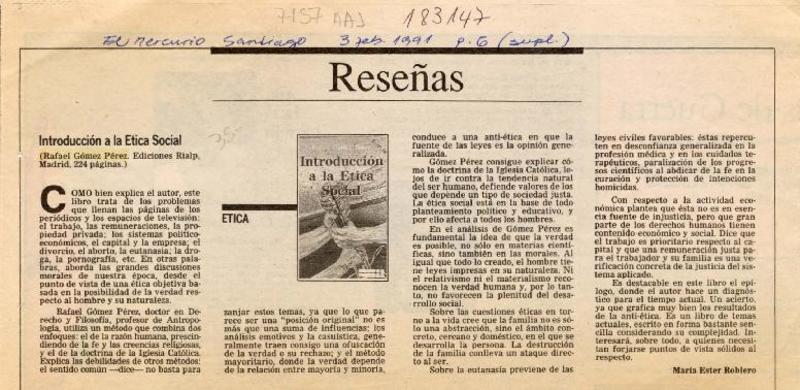 7157 AAJ 183147
El Mercurio Santiago 3 feb. 1991 p. 6 (supl.)
Reseñas
Introducción a la Etica Social
(Rafael Gómez Pérez. Ediciones Rialp,
Madrid, 224 páginas.)
COMO bien explica el autor, este
libro trata de los problemas
que llenan las páginas de los
periódicos y los espacios de televisión:
el trabajo, las remuneraciones, la pro-
piedad privada; los sistemas político-
económicos, el capital y la empresa; el
divorcio, el aborto, la eutanasia; la dro-
ga, la pornografía, etc. En otras pala-
bras, aborda las grandes discusiones
morales de nuestra época, desde el
punto de vista de una ética objetiva ba-
sada en la posibilidad de la verdad res-
pecto al hombre y su naturaleza.
Rafael Gómez Pérez, doctor en De-
recho y Filosofía, profesor de Antropo-
logía, utiliza un método que combina dos
enfoques: el de la razón humana, prescin-
diendo de la fe y las creencias religiosas,
y el de la doctrina de la Iglesia Católica.
Explica las debilidades de otros métodos:
el sentido común —dice— no basta para
ETICA
Introducción
a la Etica
Social
zanjar estos temas, ya que lo que pa-
rece ser una "posición original" no es
más que una suma de influencias; los
análisis emotivos y la casuística, gene-
ralmente traen consigo una ofuscación
de la verdad o su rechazo; y el método
mayoritario, donde la verdad depende
de la relación entre mayoría y minoría,
conduce a una anti-ética en que la
fuente de las leyes es la opinión gene-
ralizada.
Gómez Pérez consigue explicar có-
mo la doctrina de la Iglesia Católica, le-
jos de ir contra la tendencia natural
del ser humano, defiende valores de los
que depende un tipo de sociedad justa.
La ética social está en la base de todo
planteamiento político y educativo, y
por ello afecta a todos los hombres.
En el análisis de Gómez Pérez es
fundamental la idea de que la verdad
es posible, no sólo en materias cientí-
ficas, sino también en las morales. Al
igual que todo lo creado, el hombre tie-
ne leyes impresas en su naturaleza. Ni
el relativismo ni el materialismo reco-
nocen la verdad humana y, por lo tan-
to, no favorecen la plenitud del desa-
rrollo social.
Sobre las cuestiones éticas en tor-
no a la vida cree que la familia no es só-
lo una abstracción, sino el ámbito con-
creto, cercano y doméstico, en el que se
desarrolla la persona. La destrucción
de la familia conlleva un ataque direc-
to al ser.
Sobre la eutanasia previene de las
leyes civiles favorables: éstas repercu-
ten en desconfianza generalizada en la
profesión médica y en los cuidados te-
rapéuticos, paralización de los progre-
sos científicos al abdicar de la fe en la
curación y protección de intenciones
homicidas.
Con respecto a la actividad eco-
nómica plantea que ésta no es en esen-
cia fuente de injusticia, pero que gran
parte de los derechos humanos tienen
contenido económico y social. Dice que
el trabajo es prioritario respecto al ca-
pital y que una remuneración justa pa-
ra el trabajador y su familia es una ve-
rificación concreta de la justicia del sis-
tema aplicado.
Es destacable en este libro el epí-
logo, donde el autor hace un diagnós-
tico para el tiempo actual. Un acierto,
ya que grafica muy bien los resultados
de la anti-ética. Es un libro de temas
actuales, escrito en forma bastante sen-
cilla considerando su complejidad. In-
teresará, sobre todo, a quienes necesi-
tan forjarse puntos de vista sólidos al
respecto.
María Ester Roblero